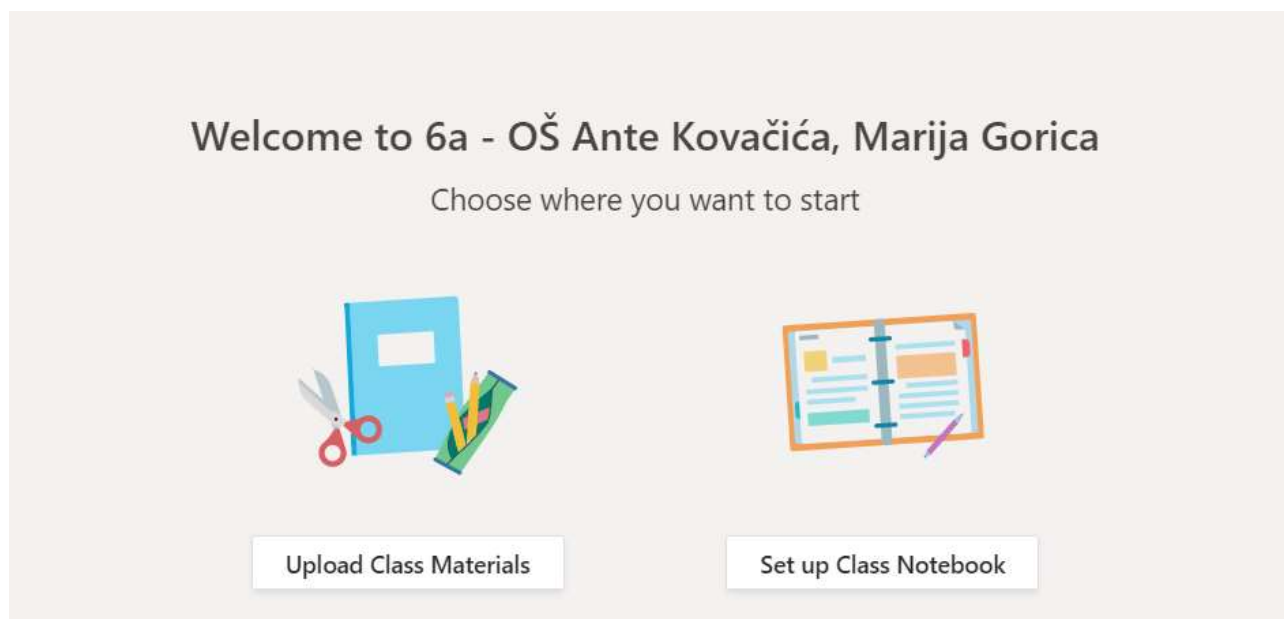 Welcome to 6a - OŠ Ante Kovačića, Marija Gorica
Choose where you want to start
Upload Class Materials
Set up Class Notebook